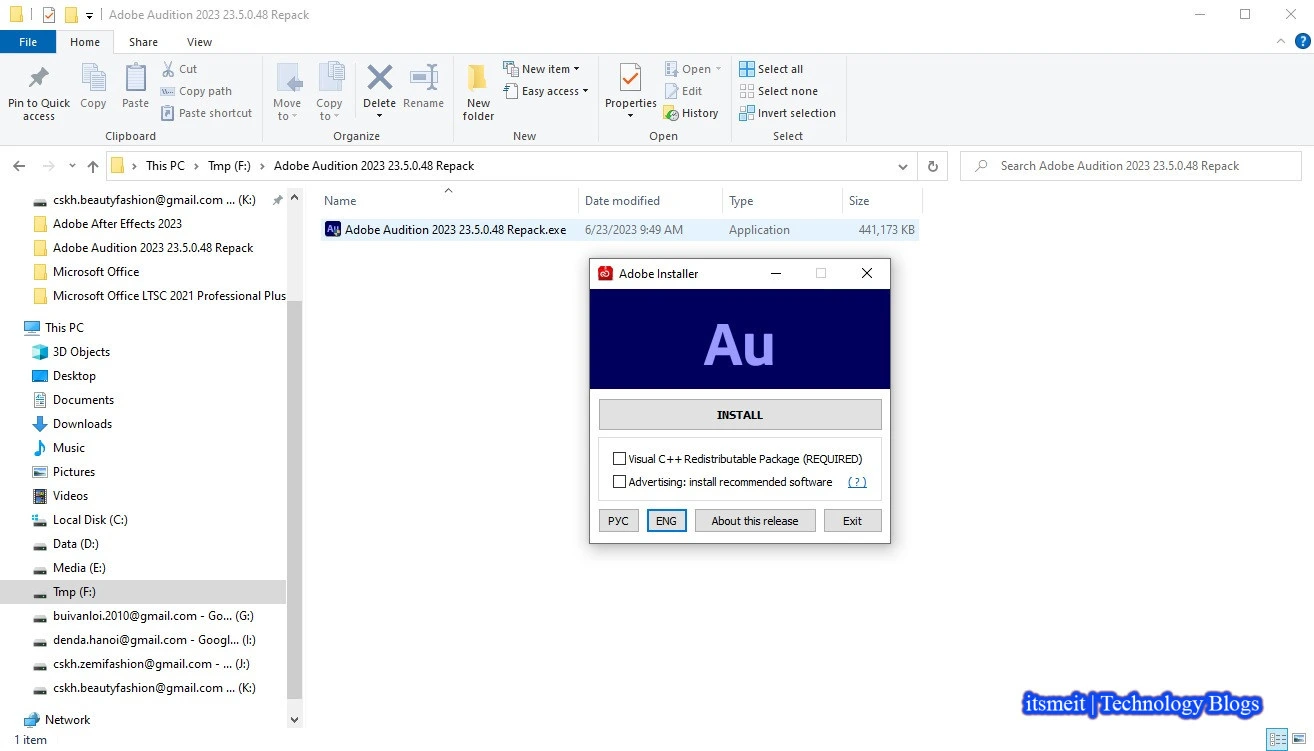 Adobe Audition 2023 23.5.0.48 Repack
File Home Share View
Pin to Quick access
Copy
Paste
Cut
Copy path
Paste shortcut
Clipboard
Move to
Copy to
Delete
Rename
Organize
New folder
New item
Easy access
New
Properties
Open
Edit
History
Open
Select all
Select none
Invert selection
Select
This PC > Tmp (F:) > Adobe Audition 2023 23.5.0.48 Repack
Search Adobe Audition 2023 23.5.0.48 Repack
cskh.beautyfashion@gmail.com ... (K:)
Adobe After Effects 2023
Adobe Audition 2023 23.5.0.48 Repack
Microsoft Office
Microsoft Office LTSC 2021 Professional Plus
This PC
3D Objects
Desktop
Documents
Downloads
Music
Pictures
Videos
Local Disk (C:)
Data (D:)
Media (E:)
Tmp (F:)
buivanloi.2010@gmail.com - Go... (G:)
denda.hanoi@gmail.com - Googl... (I:)
cskh.zemifashion@gmail.com - ... (J:)
cskh.beautyfashion@gmail.com ... (K:)
Network
1 item
Name Date modified Type Size
Adobe Audition 2023 23.5.0.48 Repack.exe 6/23/2023 9:49 AM Application 441,173 KB
Adobe Installer
Au
INSTALL
Visual C++ Redistributable Package (REQUIRED)
Advertising: install recommended software (?)
РУС ENG About this release Exit
itsmeit | Technology Blogs